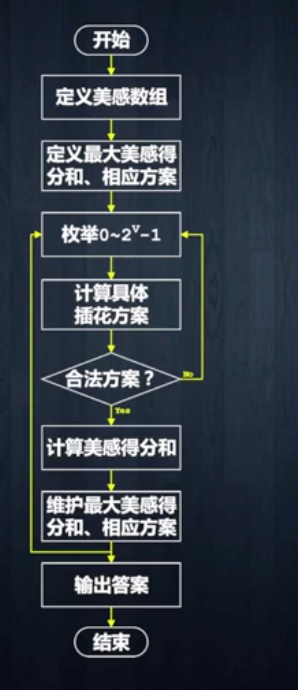 开始
定义美感数组
定义最大美感得
分和、相应方案
枚举0~2ᵛ-1
计算具体
插花方案
合法方案？
No
Yes
计算美感得分和
维护最大美感得
分和、相应方案
输出答案
结束